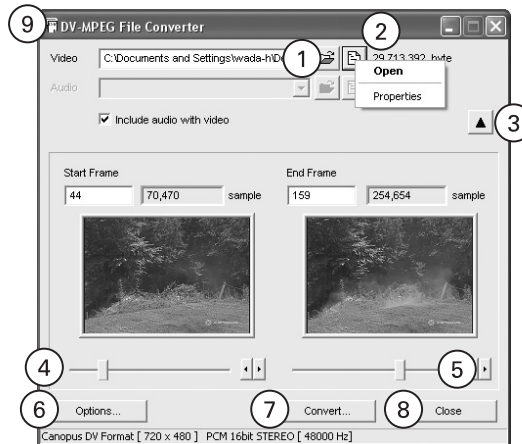 9 DV-MPEG File Converter 2
Video C:\Documents and Settings\wada-h\De 1 29,713,392 byte
Open
Audio
Properties
Include audio with video
3
Start Frame End Frame
44 70,470 sample 159 254,654 sample
4 5
6 Options... 7 Convert... 8 Close
Canopus DV Format [ 720 x 480 ] PCM 16bit STEREO [ 48000 Hz]